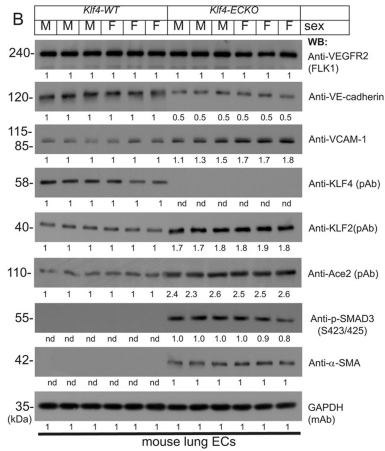 B
Klf4-WT Klf4-ECKO
M M M F F F M M M F F F sex
WB:
240- Anti-VEGFR2
(FLK1)
1 1 1 1 1 1 1 1 1 1 1 1
120- Anti-VE-cadherin
1 1 1 1 1 1 0.5 0.5 0.5 0.5 0.5 0.5
115-
85- Anti-VCAM-1
1 1 1 1 1 1 1.1 1.3 1.5 1.7 1.7 1.8
58- Anti-KLF4 (pAb)
1 1 1 1 1 1 nd nd nd nd nd nd
40- Anti-KLF2(pAb)
1 1 1 1 1 1 1.7 1.7 1.8 1.8 1.9 1.8
110- Anti-Ace2 (pAb)
1 1 1 1 1 1 2.4 2.3 2.6 2.5 2.5 2.6
55- Anti-p-SMAD3
(S423/425)
nd nd nd nd nd nd 1.0 1.0 1.0 1.0 0.9 0.8
42- Anti-α-SMA
nd nd nd nd nd nd 1 1 1 1 1 1
35- GAPDH
(kDa) (mAb)
1 1 1 1 1 1 1 1 1 1 1 1
mouse lung ECs